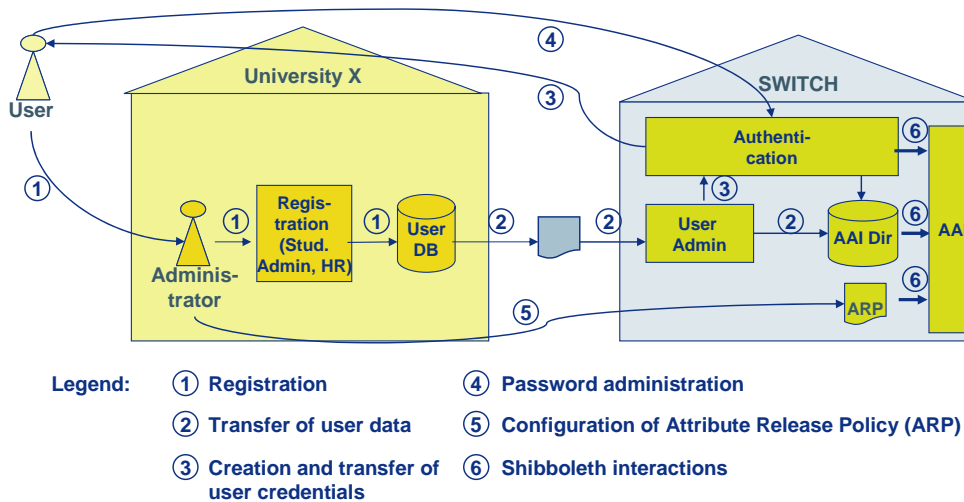 4
User
University X
SWITCH
3
Authenti-
cation
6
1
3
Regis-
tration
(Stud.
Admin, HR)
1
1
User
DB
2
2
User
Admin
2
AAI Dir
6
AAI
Adminis-
trator
6
ARP
5
Legend:
1 Registration
4 Password administration
2 Transfer of user data
5 Configuration of Attribute Release Policy (ARP)
3 Creation and transfer of
user credentials
6 Shibboleth interactions